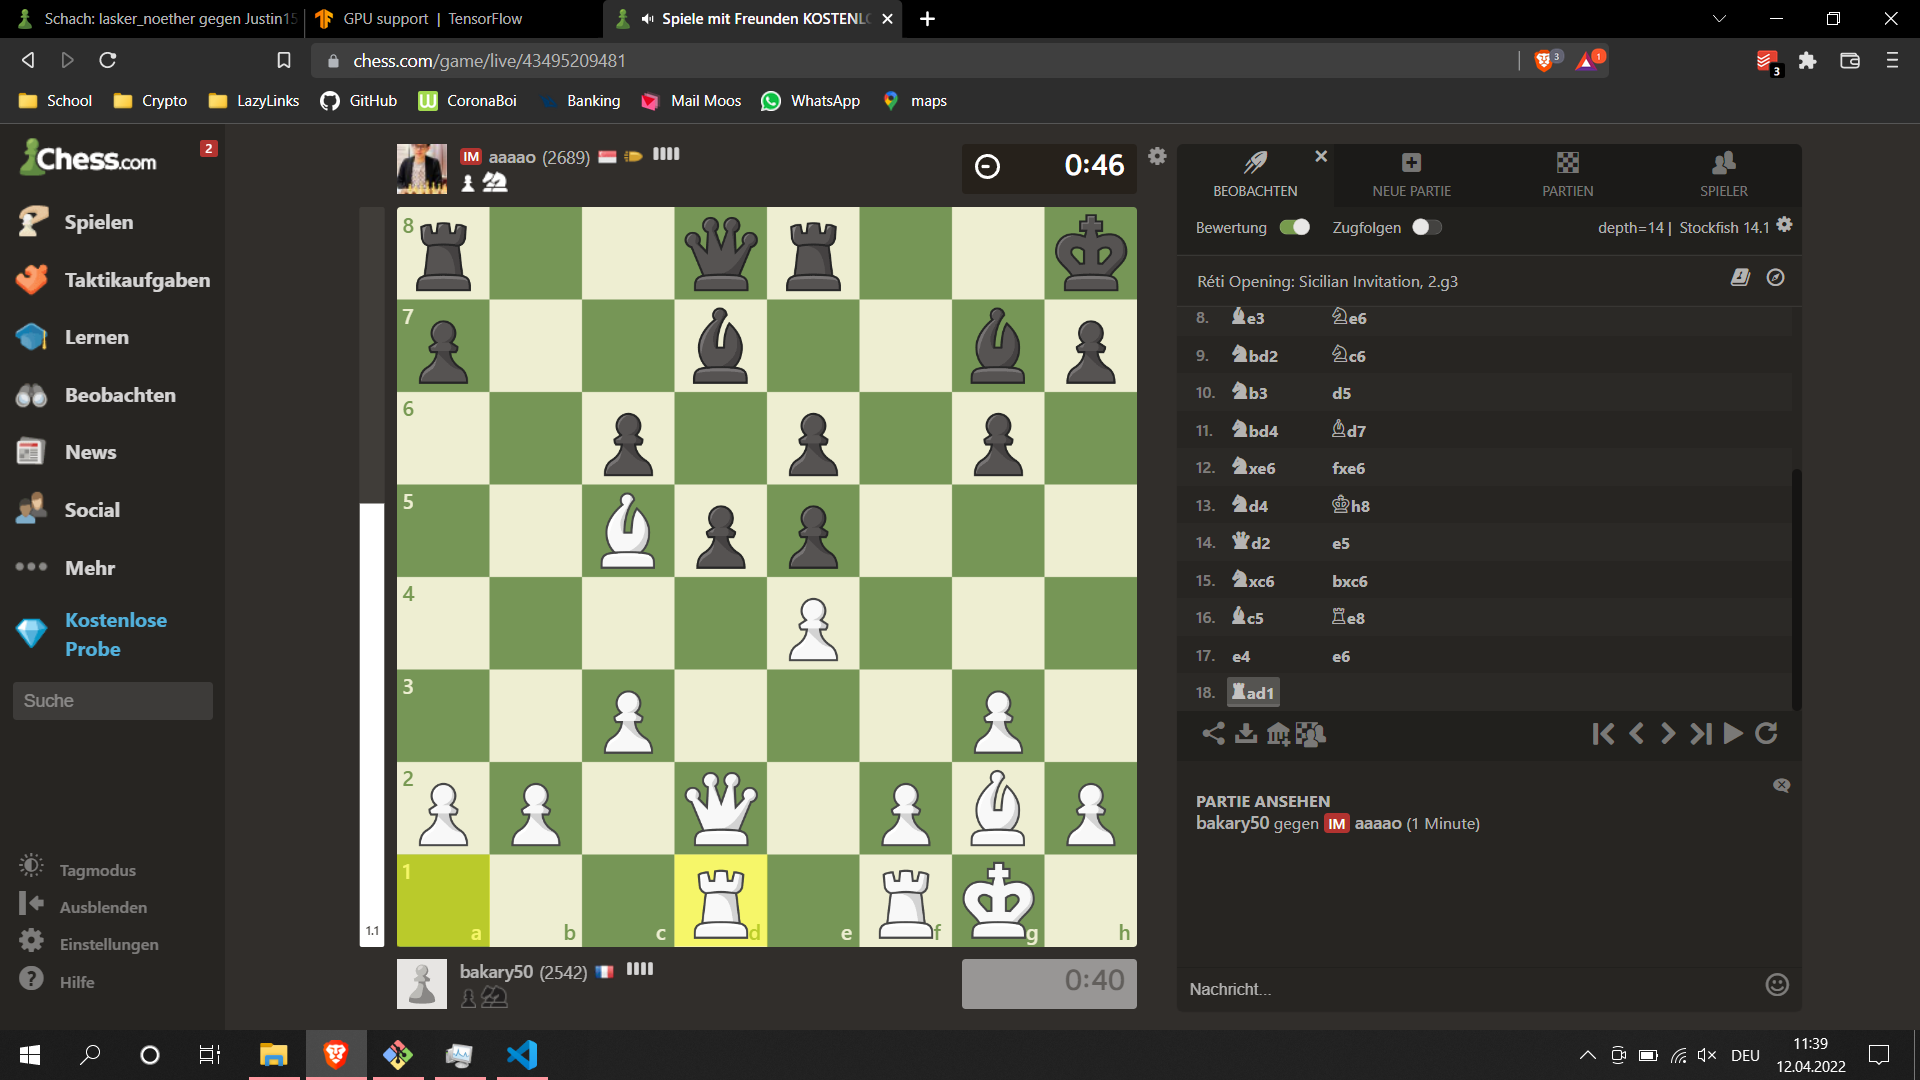 Schach: lasker_noether gegen Justin15
GPU support | TensorFlow
Spiele mit Freunden KOSTENLO
chess.com/game/live/43495209481
3
1
3
School
Crypto
LazyLinks
GitHub
CoronaBoi
Banking
Mail Moos
WhatsApp
maps
Chess.com
2
Spielen
Taktikaufgaben
Lernen
Beobachten
News
Social
Mehr
Kostenlose
Probe
Suche
Tagmodus
Ausblenden
Einstellungen
Hilfe
IM aaaao (2689)
0:46
8
7
6
5
4
3
2
1
a b c d e f g h
1.1
bakary50 (2542)
0:40
BEOBACHTEN
NEUE PARTIE
PARTIEN
SPIELER
Bewertung
Zugfolgen
depth=14 | Stockfish 14.1
Réti Opening: Sicilian Invitation, 2.g3
8. e3 e6
9. bd2 c6
10. b3 d5
11. bd4 d7
12. xe6 fxe6
13. d4 h8
14. d2 e5
15. xc6 bxc6
16. c5 e8
17. e4 e6
18. ad1
PARTIE ANSEHEN
bakary50 gegen IM aaaao (1 Minute)
Nachricht...
DEU
11:39
12.04.2022